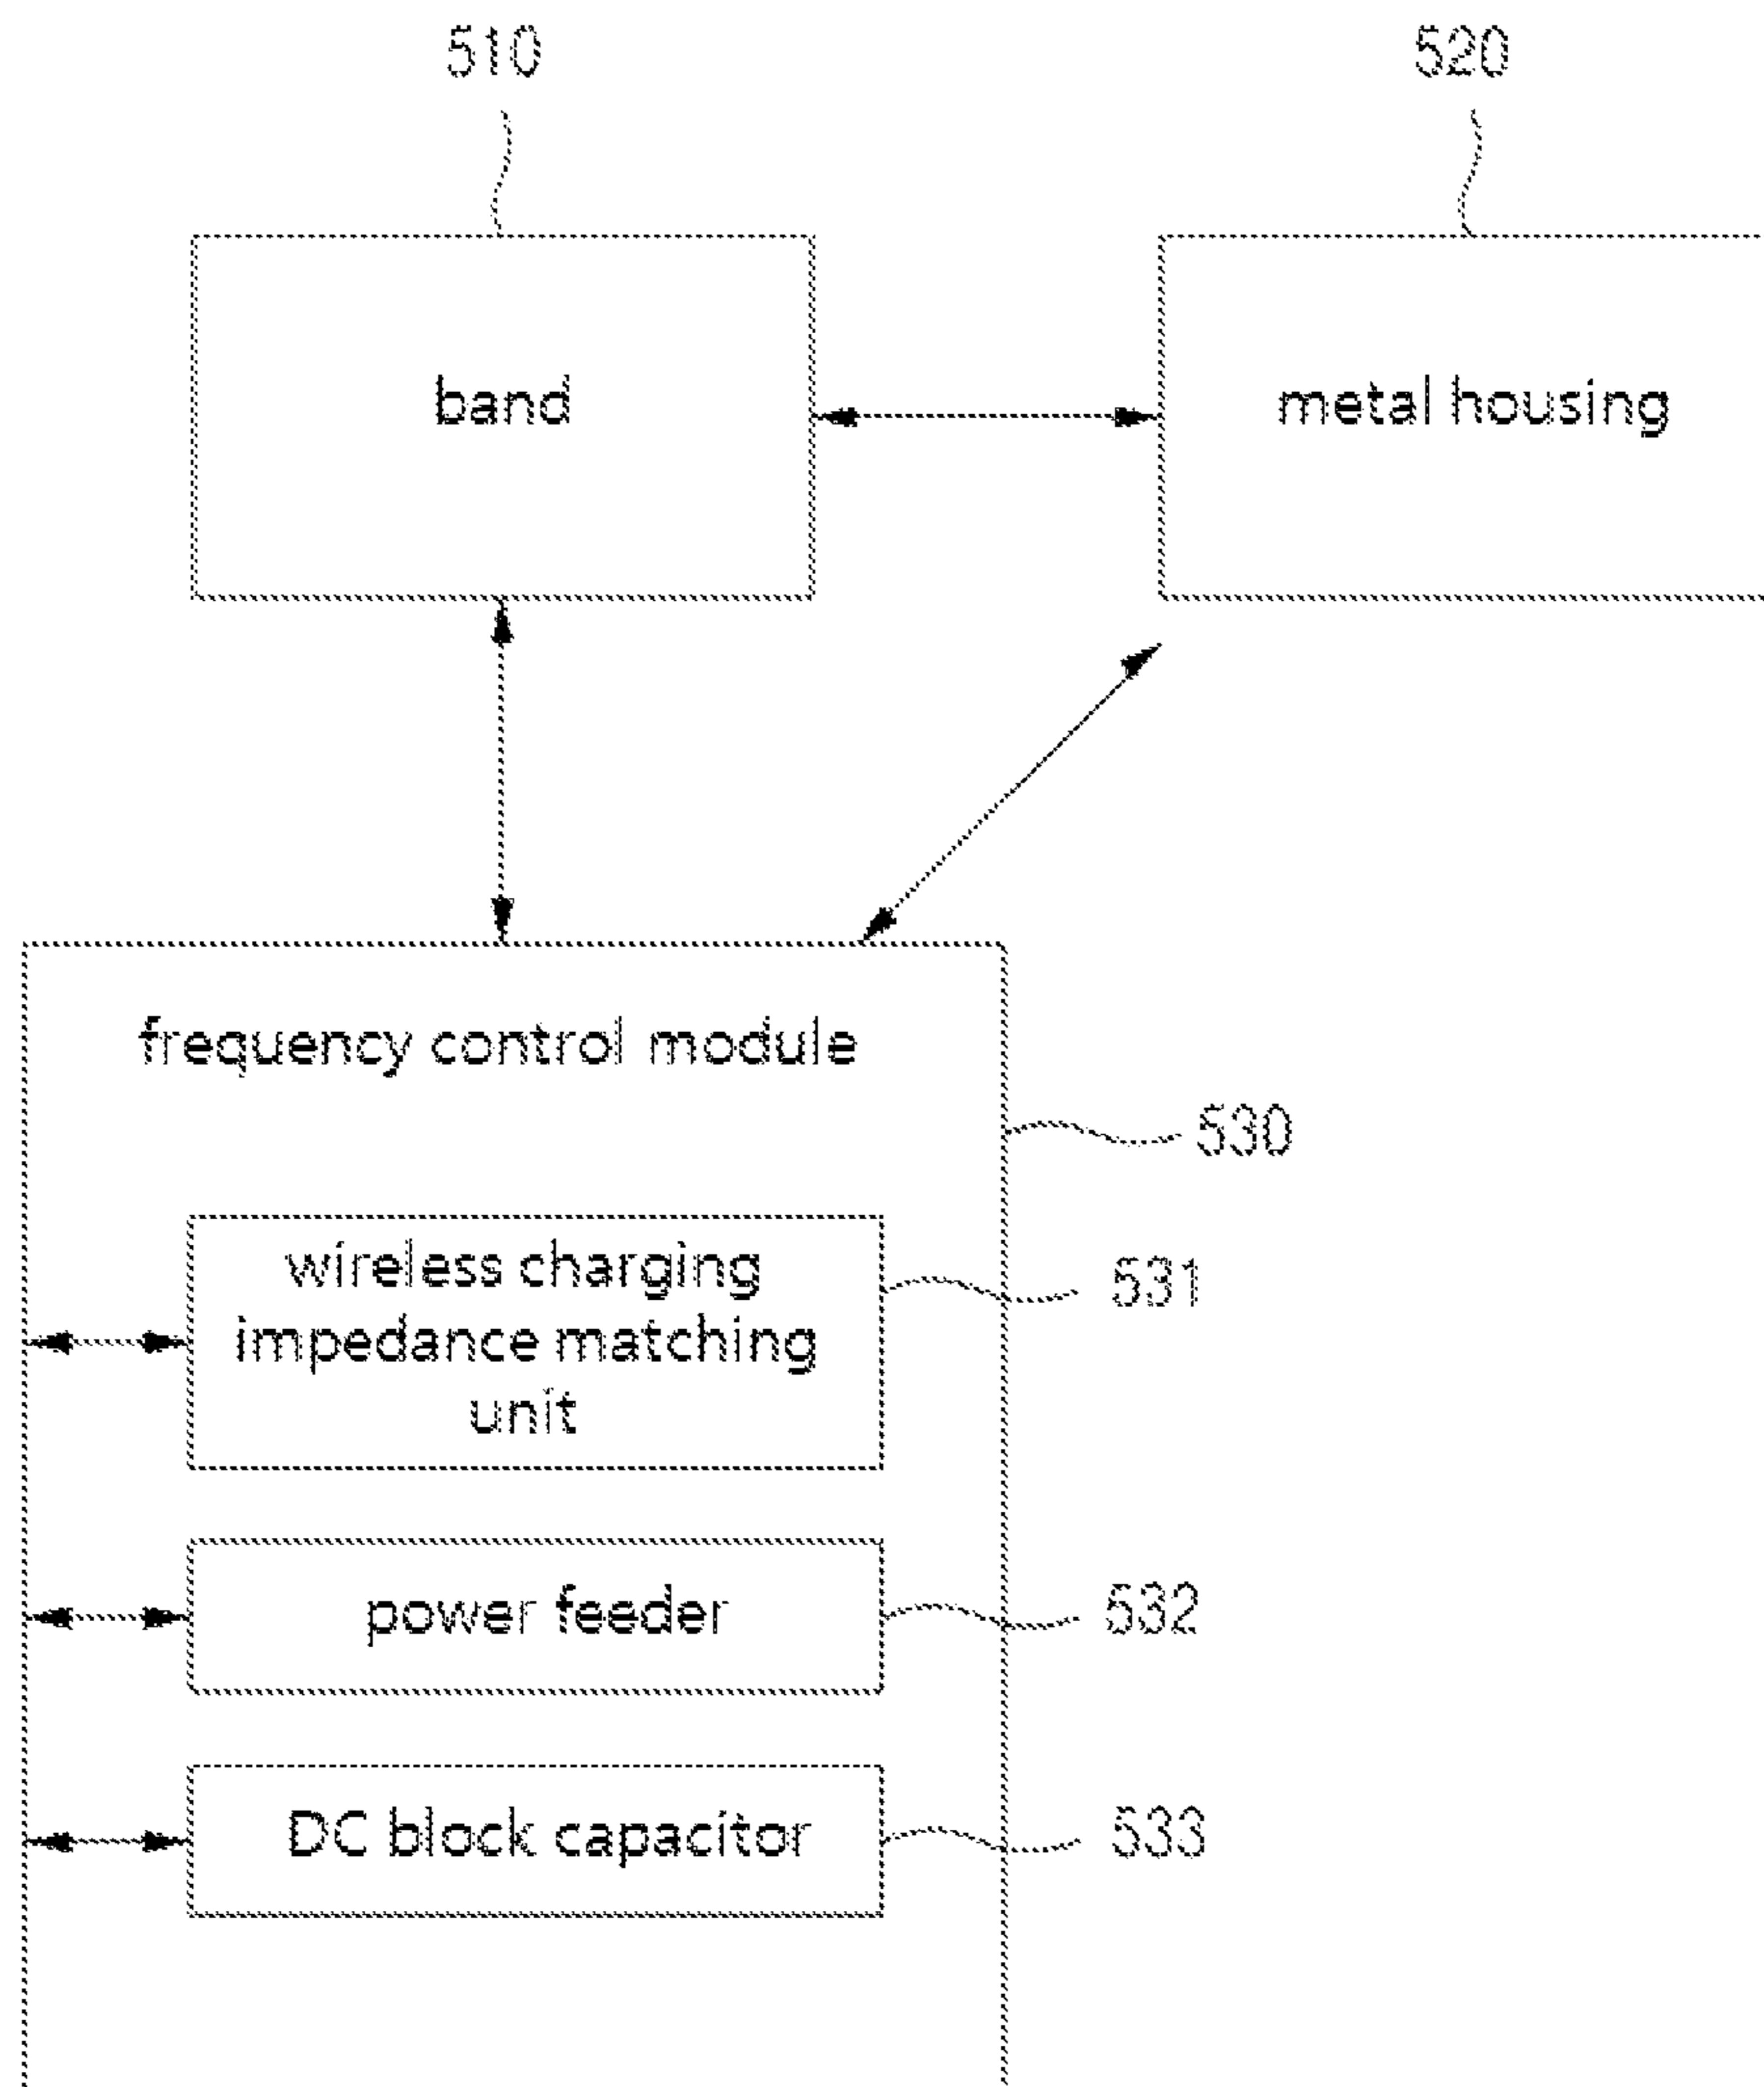 510
520
band
metal housing
frequency control module
530
wireless charging
impedance matching
unit
531
power feeder
532
DC block capacitor
533